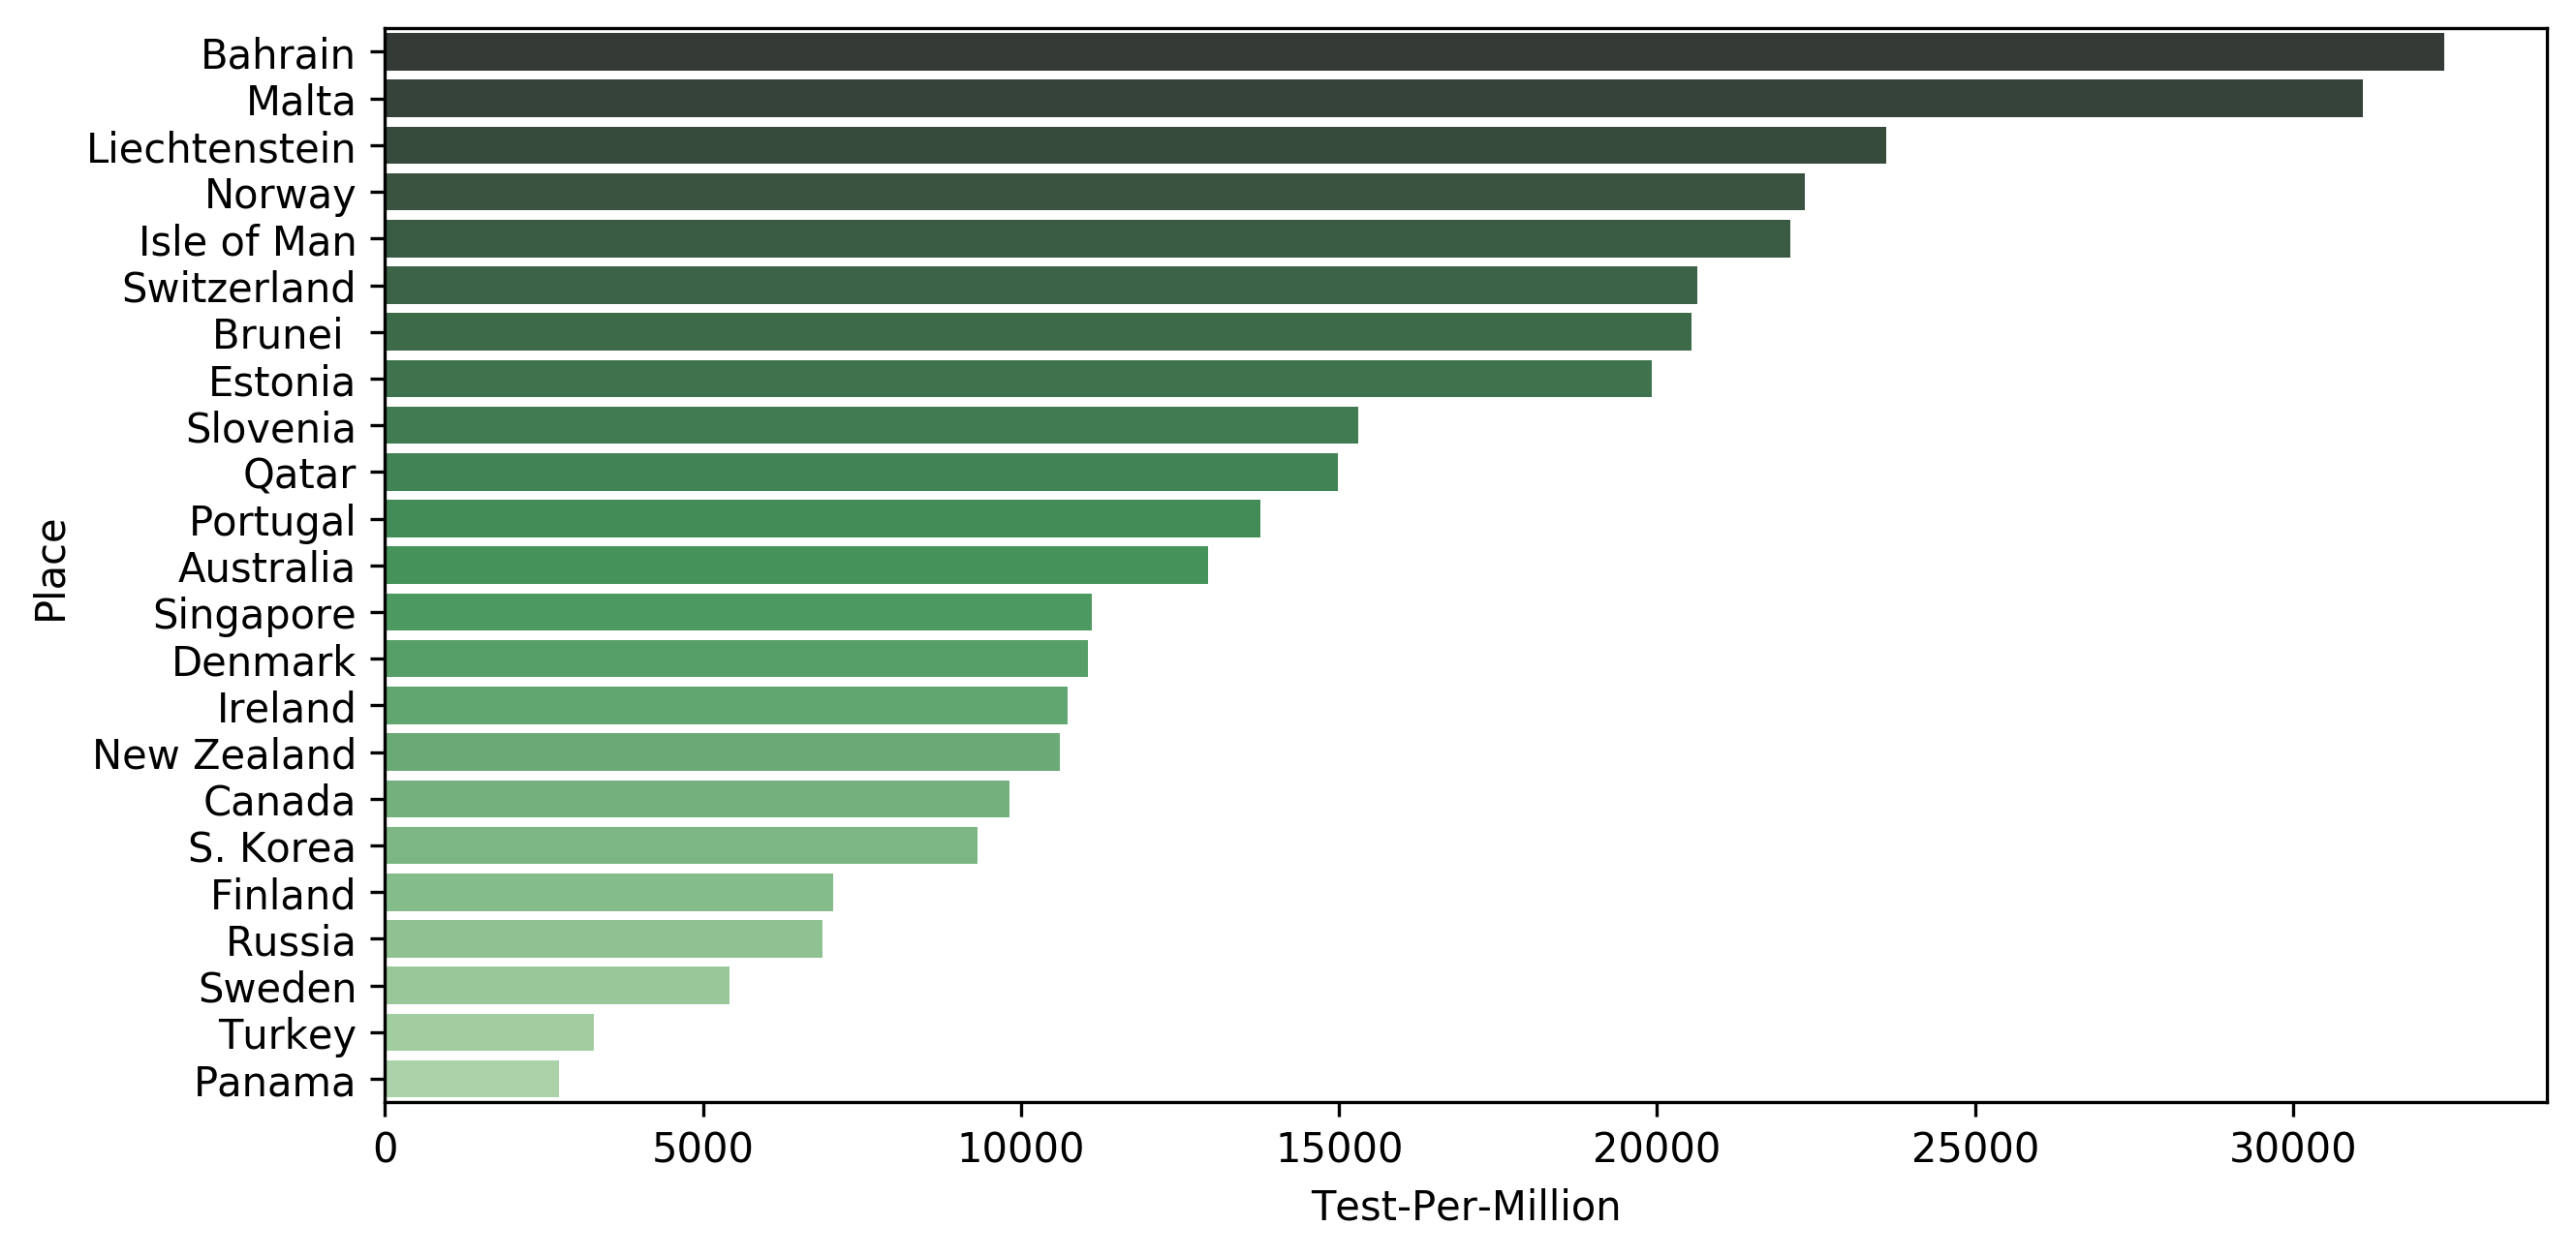 Bahrain
Malta
Liechtenstein
Norway
Isle of Man
Switzerland
Brunei
Estonia
Slovenia
Qatar
Portugal
Australia
Singapore
Denmark
Ireland
New Zealand
Canada
S. Korea
Finland
Russia
Sweden
Turkey
Panama
Place
0 5000 10000 15000 20000 25000 30000
Test-Per-Million